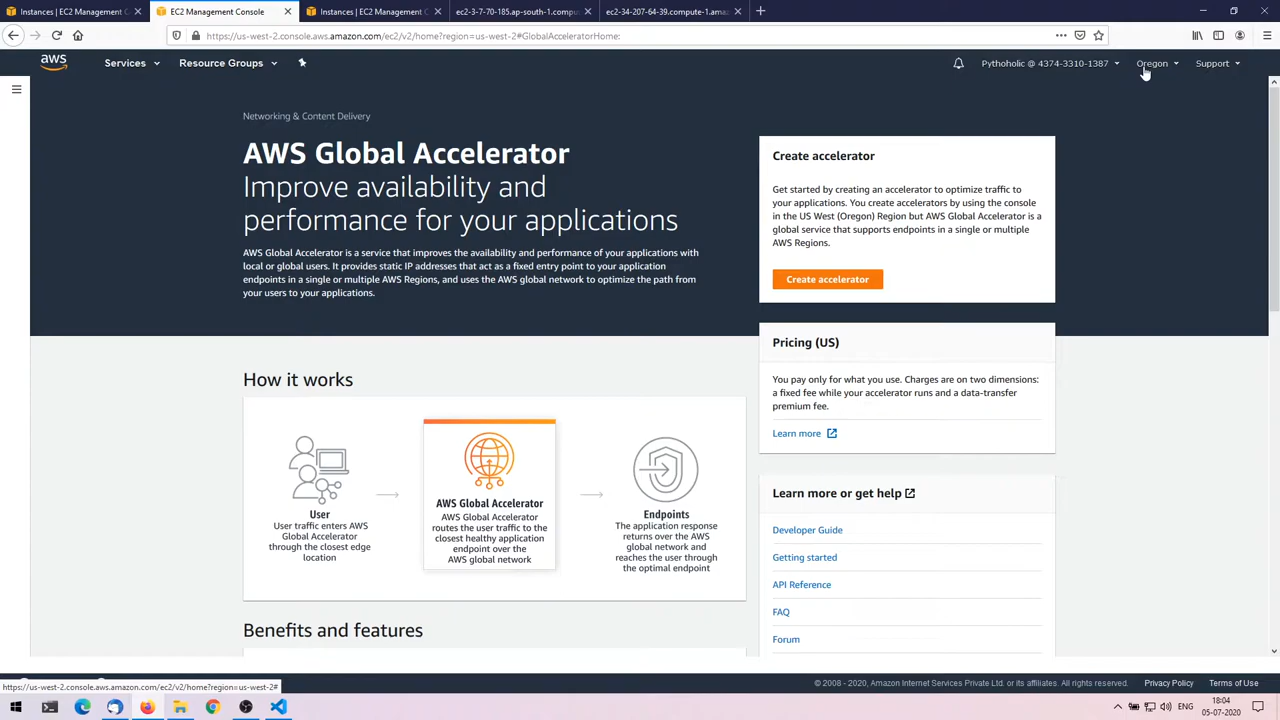 Instances | EC2 Management C
EC2 Management Console
Instances | EC2 Management C
ec2-3-7-70-185.ap-south-1.compu
ec2-34-207-64-39.compute-1.amaz
https://us-west-2.console.aws.amazon.com/ec2/v2/home?region=us-west-2#GlobalAcceleratorHome:
aws
Services
Resource Groups
Pythoholic @ 4374-3310-1387
Oregon
Support
Networking & Content Delivery
AWS Global Accelerator
Improve availability and
performance for your applications
AWS Global Accelerator is a service that improves the availability and performance of your applications with
local or global users. It provides static IP addresses that act as a fixed entry point to your application
endpoints in a single or multiple AWS Regions, and uses the AWS global network to optimize the path from
your users to your applications.
Create accelerator
Get started by creating an accelerator to optimize traffic to
your applications. You create accelerators by using the console
in the US West (Oregon) Region but AWS Global Accelerator is a
global service that supports endpoints in a single or multiple
AWS Regions.
Create accelerator
Pricing (US)
You pay only for what you use. Charges are on two dimensions:
a fixed fee while your accelerator runs and a data-transfer
premium fee.
Learn more
How it works
User
User traffic enters AWS
Global Accelerator
through the closest edge
location
AWS Global Accelerator
AWS Global Accelerator
routes the user traffic to the
closest healthy application
endpoint over the
AWS global network
Endpoints
The application response
returns over the AWS
global network and
reaches the user through
the optimal endpoint
Learn more or get help
Developer Guide
Getting started
API Reference
FAQ
Forum
Benefits and features
https://us-west-2.console.aws.amazon.com/ec2/v2/home?region=us-west-2#
© 2008 - 2020, Amazon Internet Services Private Ltd. or its affiliates. All rights reserved.
Privacy Policy
Terms of Use
ENG
18:04
05-07-2020